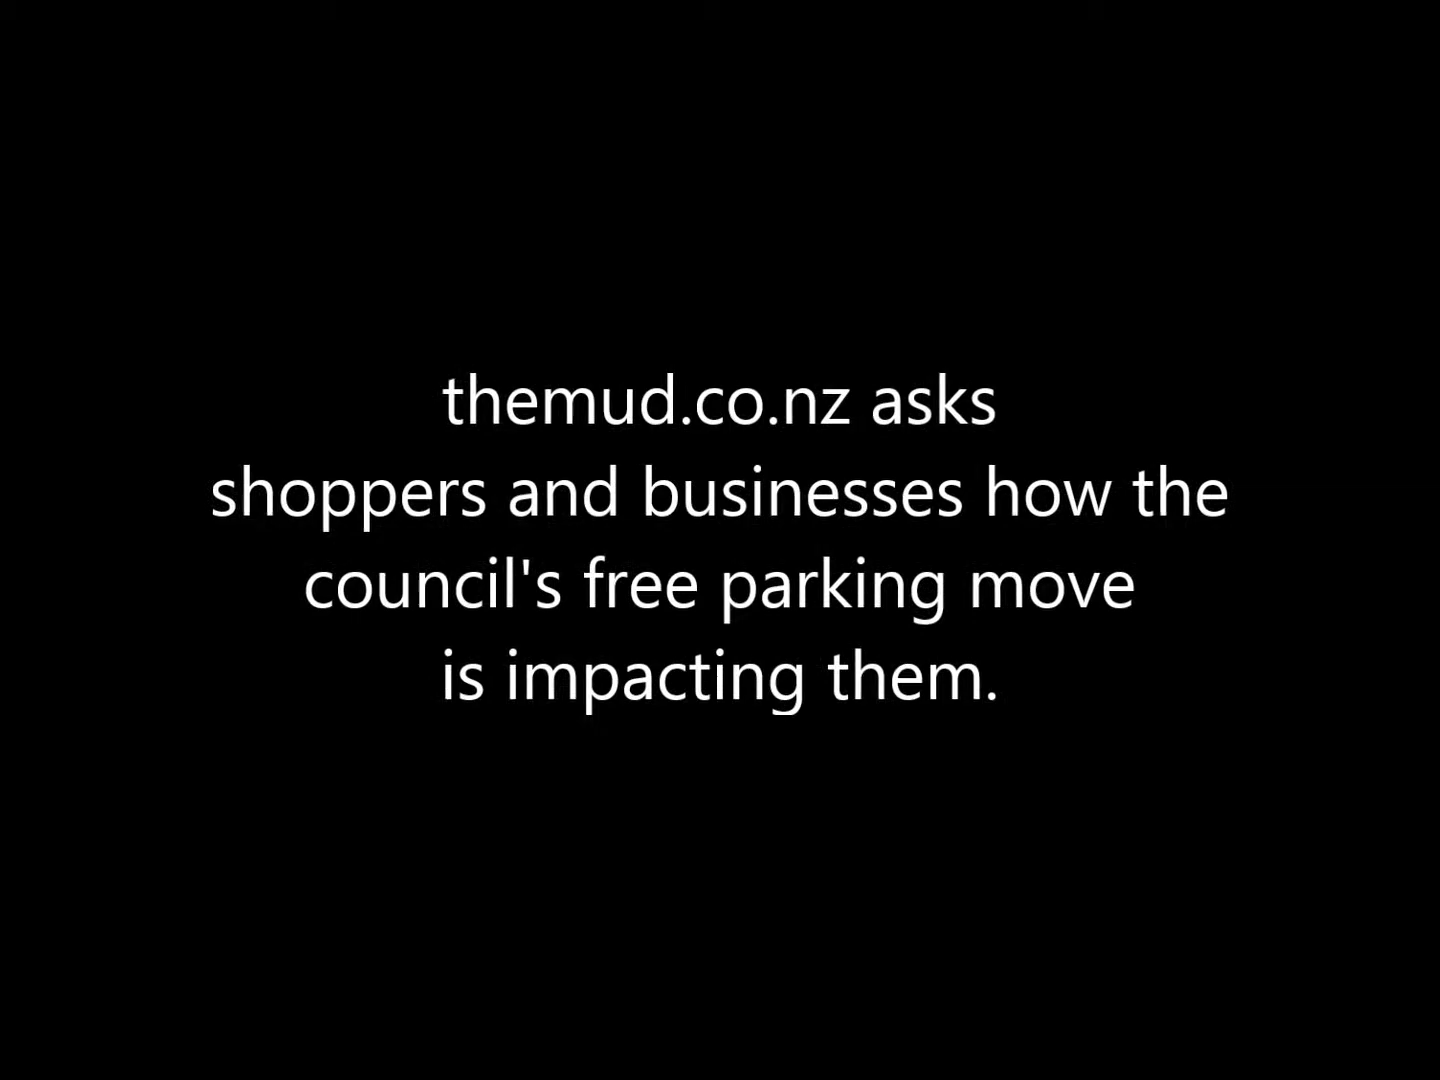 themud.co.nz asks
shoppers and businesses how the
council's free parking move
is impacting them.